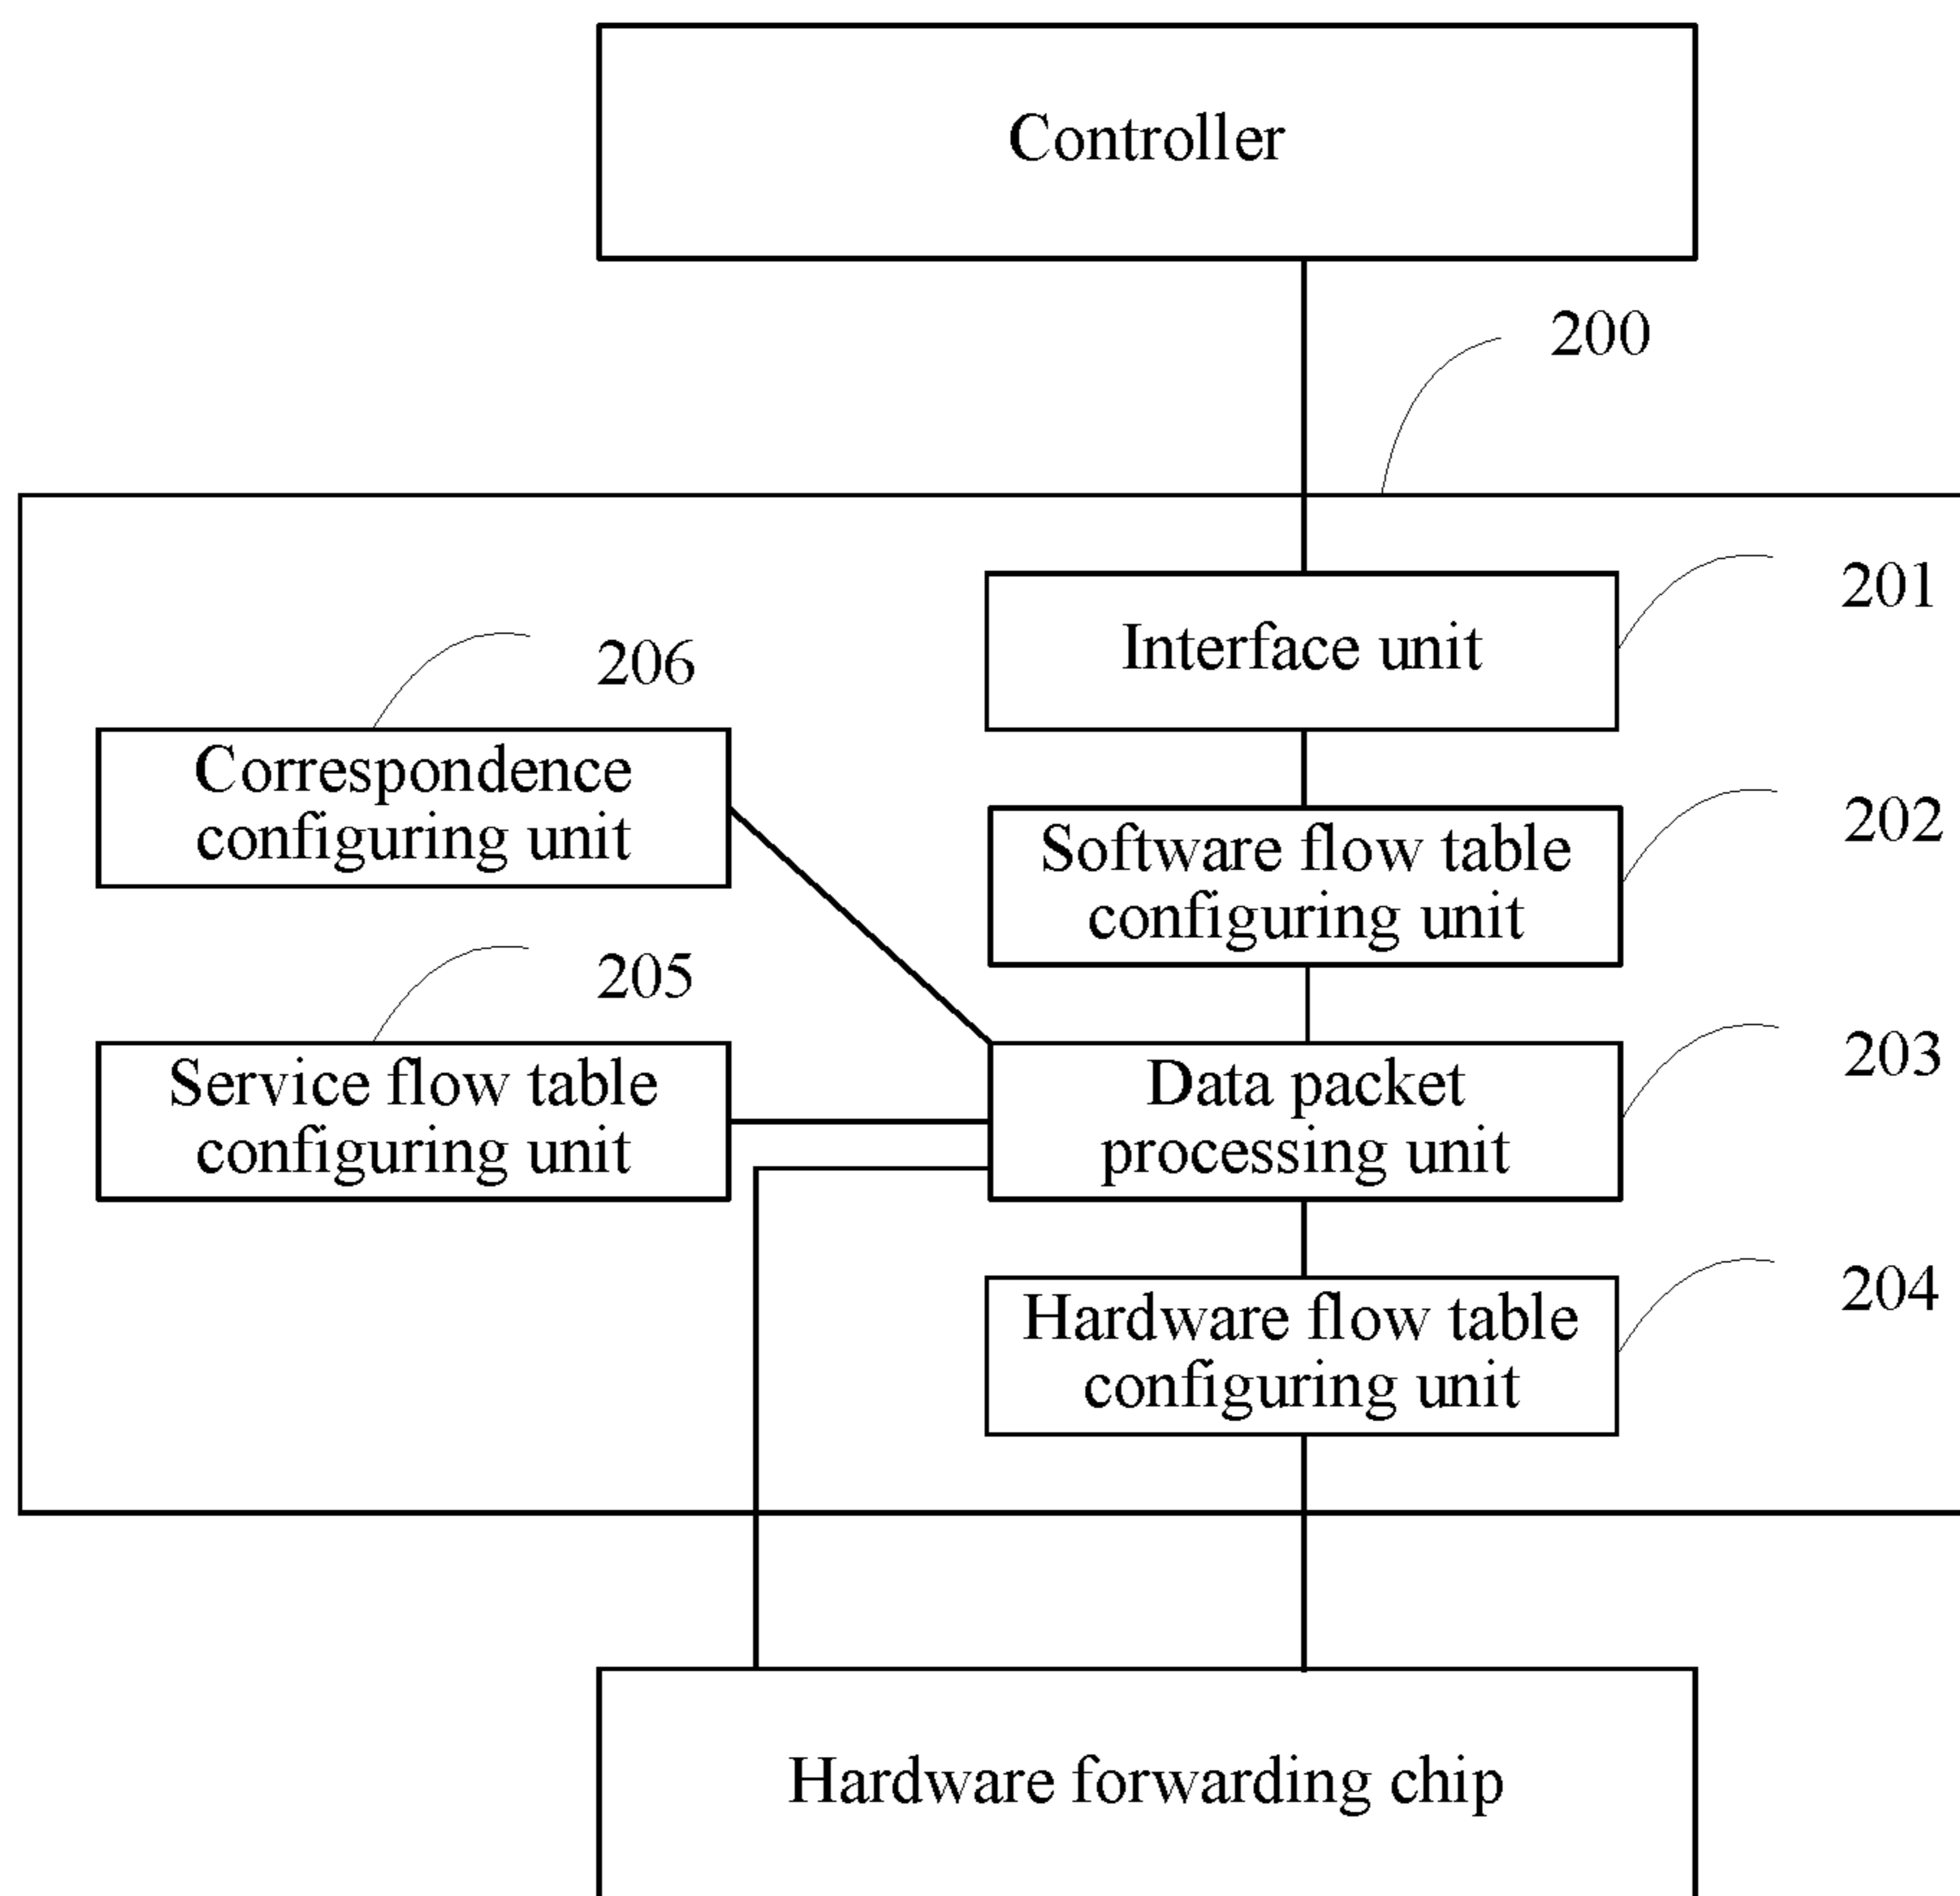 Controller
200
201
Interface unit
206
Correspondence
configuring unit
202
Software flow table
configuring unit
205
Service flow table
configuring unit
203
Data packet
processing unit
204
Hardware flow table
configuring unit
Hardware forwarding chip